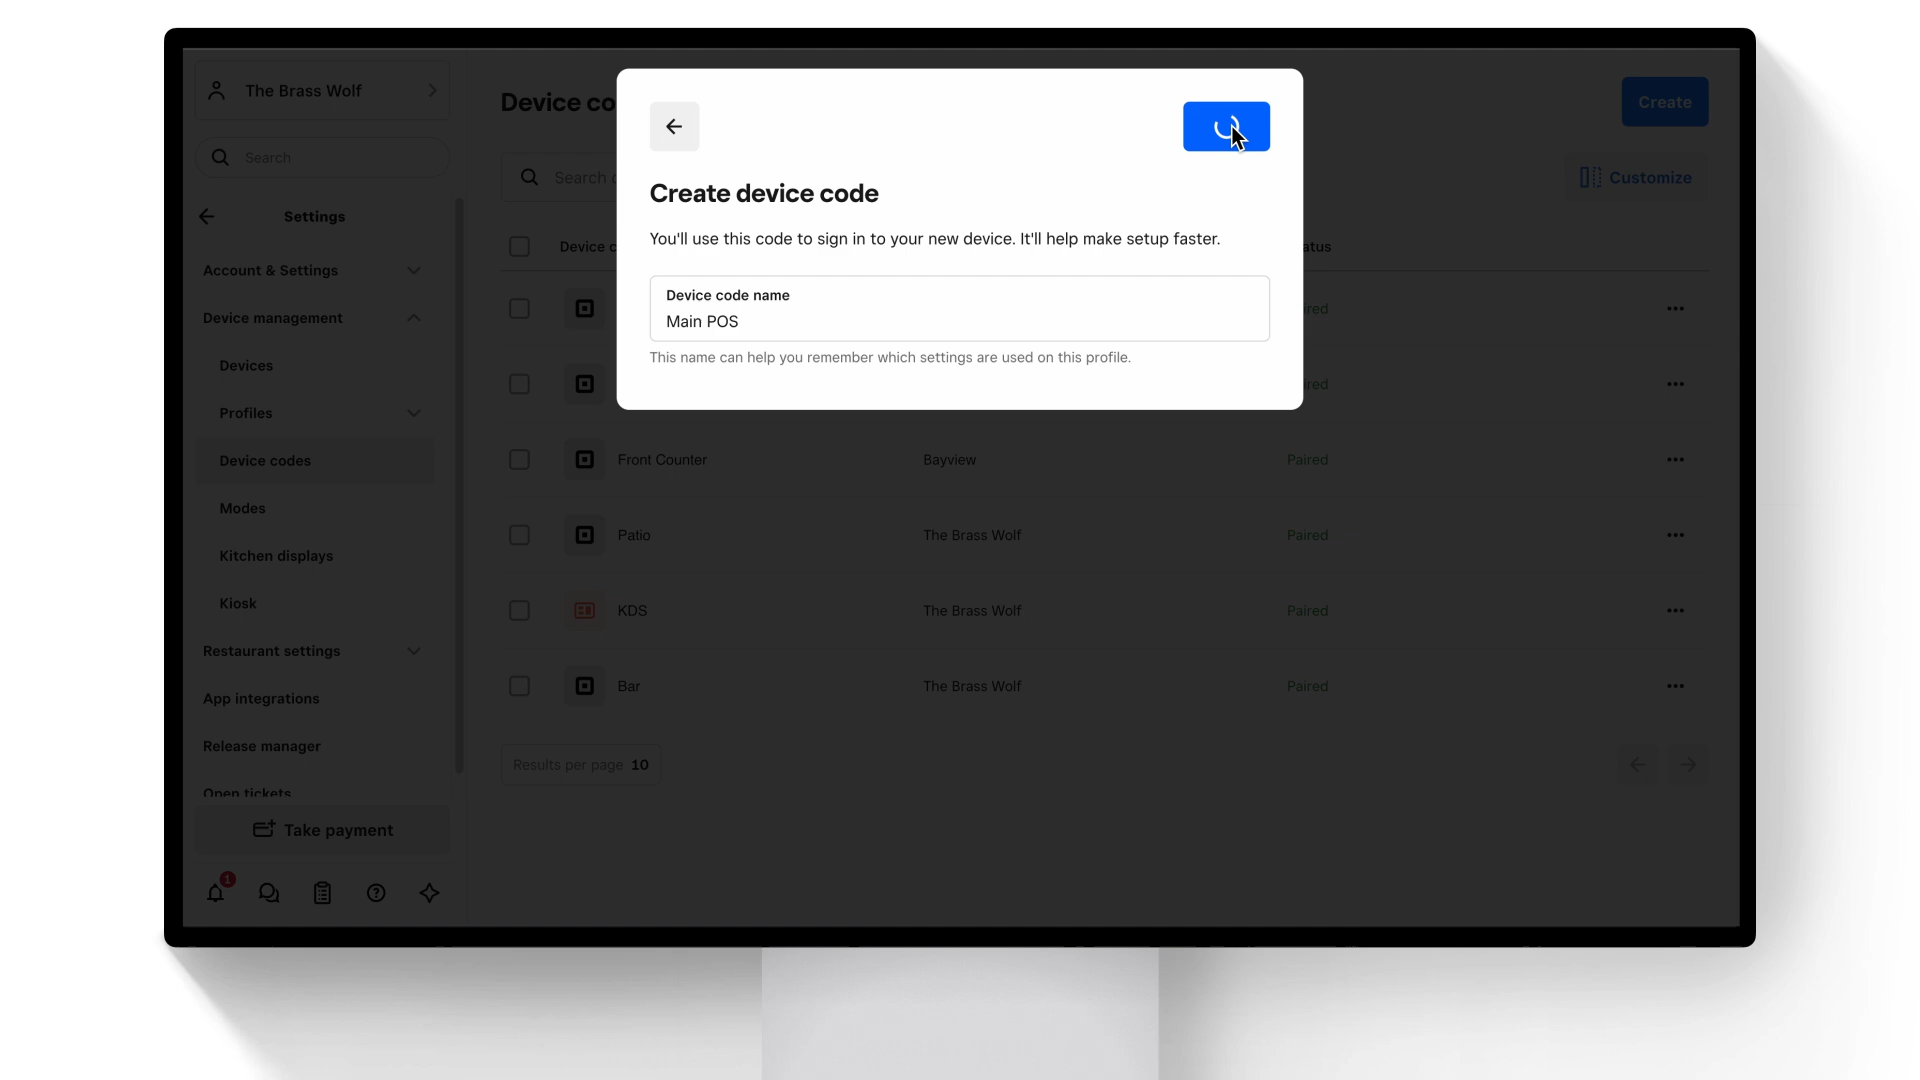 The Brass Wolf
Search
Settings
Account & Settings
Device management
Devices
Profiles
Device codes
Modes
Kitchen displays
Kiosk
Restaurant settings
App integrations
Release manager
Open tickets
Take payment
1
Device co
Create
Search
Customize
Device c
atus
Create device code
You'll use this code to sign in to your new device. It'll help make setup faster.
Device code name
Main POS
This name can help you remember which settings are used on this profile.
ired
ired
Front Counter Bayview Paired
Patio The Brass Wolf Paired
KDS The Brass Wolf Paired
Bar The Brass Wolf Paired
Results per page 10